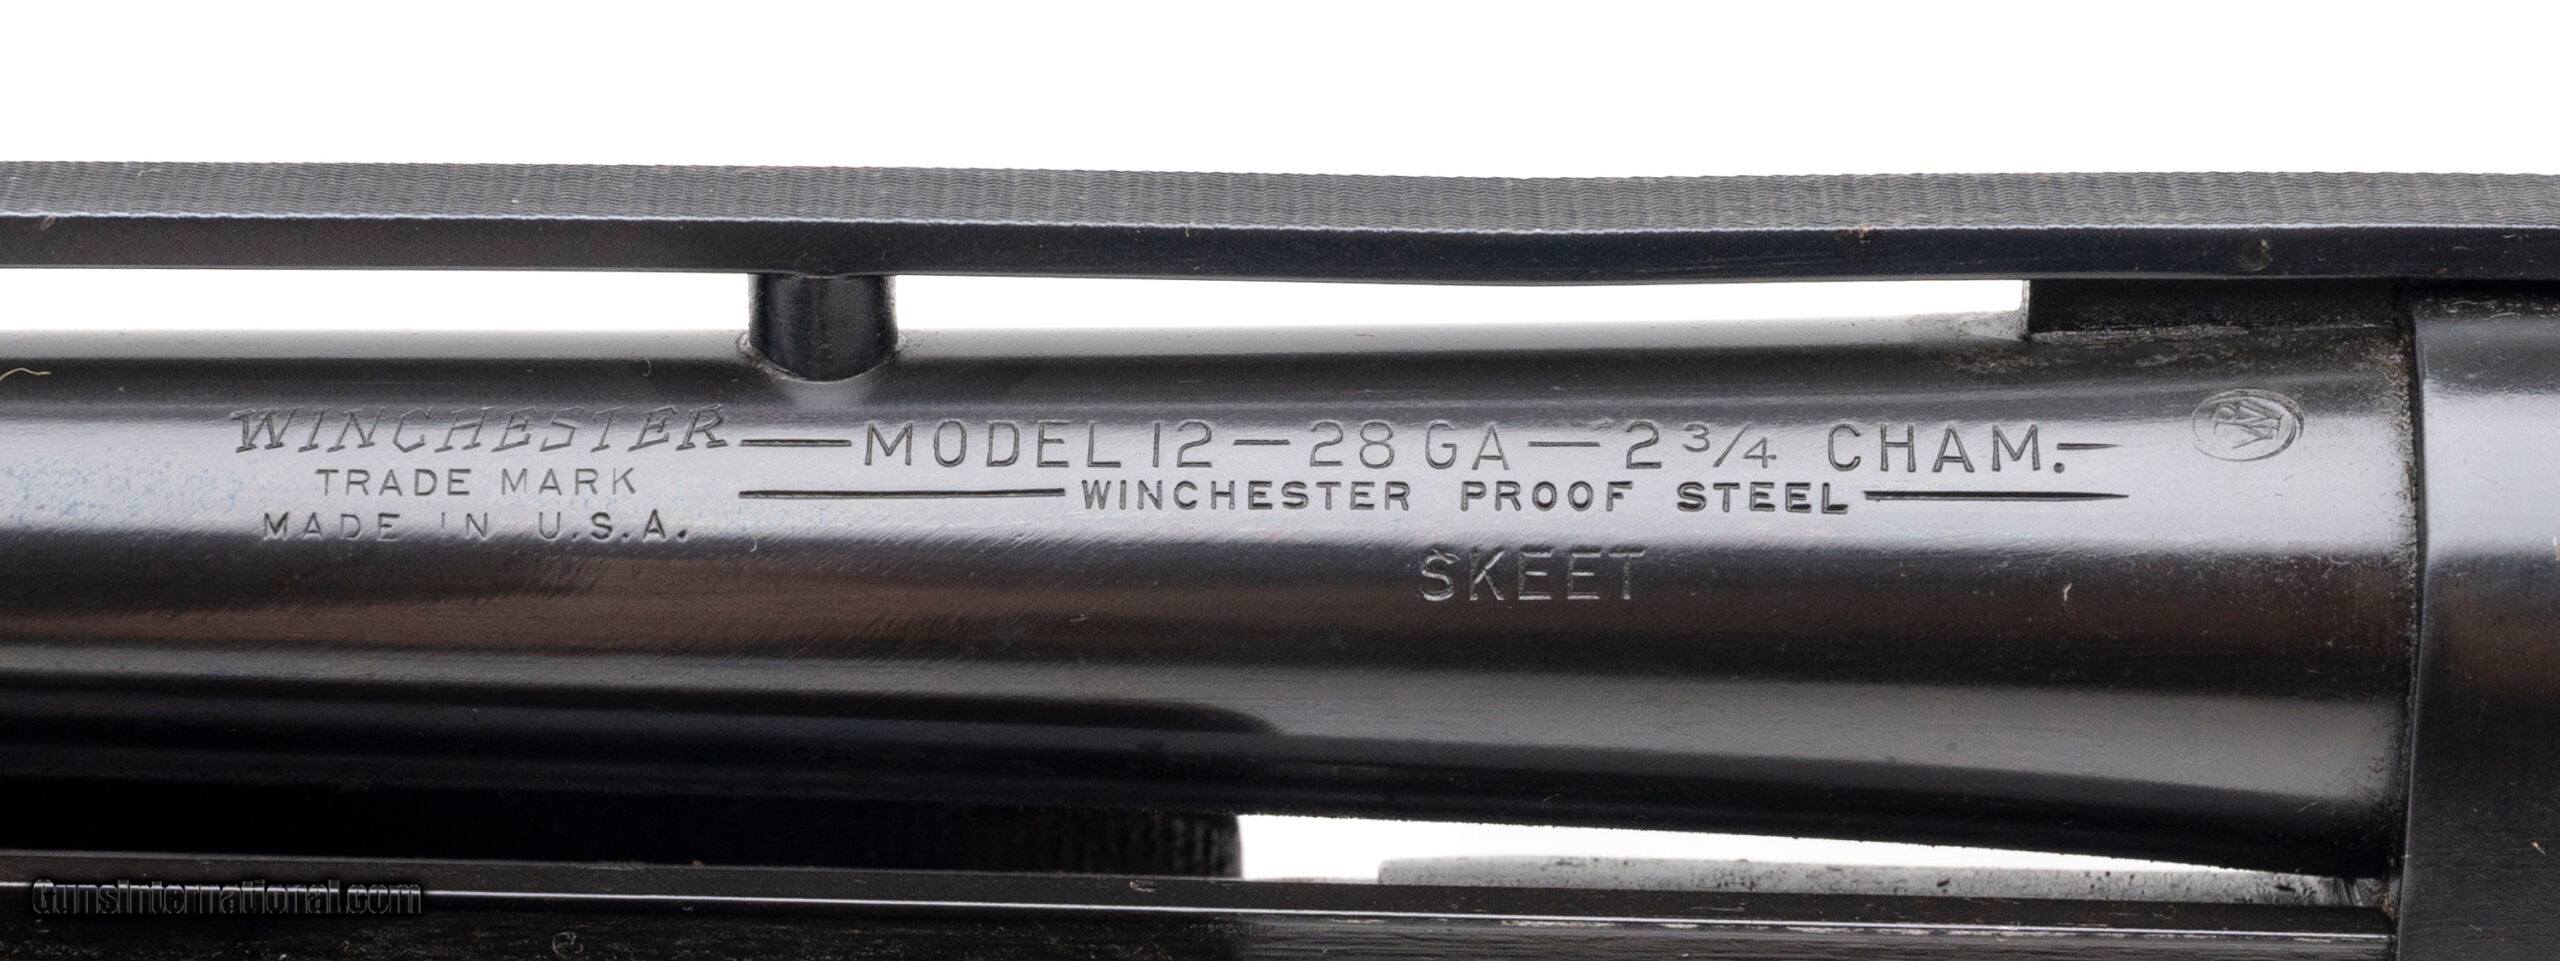 WINCHESTER — MODEL 12 — 28 GA — 2 3/4 CHAM. —
TRADE MARK — WINCHESTER PROOF STEEL —
MADE IN U.S.A.
SKEET
WP
GunsInternational.com